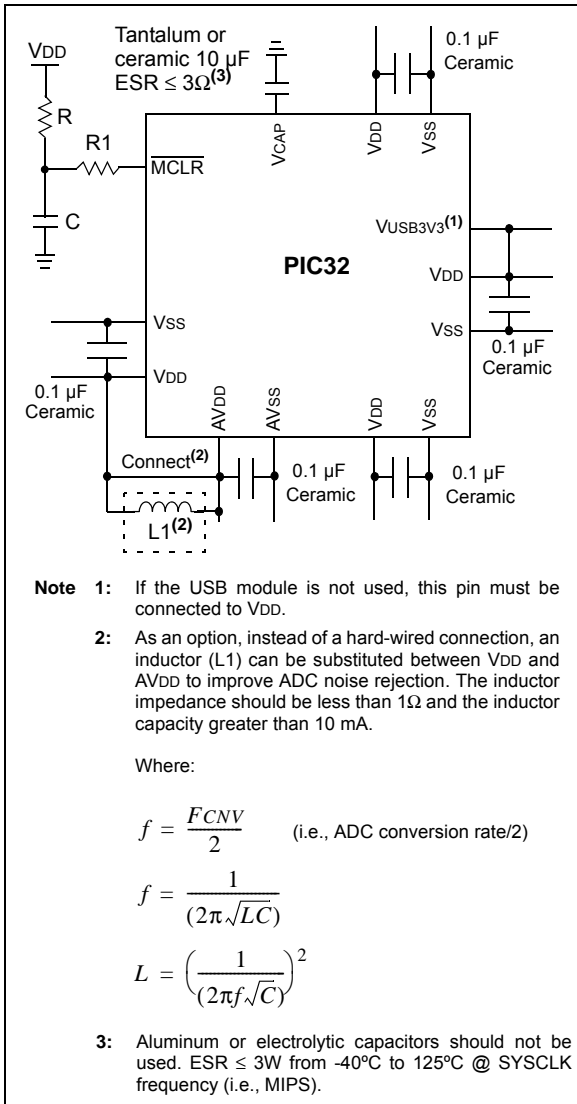 VDD
Tantalum or
ceramic 10 µF
ESR ≤ 3Ω(3)
0.1 µF
Ceramic
R
R1
C
MCLR
VCAP
VDD
VSS
VUSB3V3(1)
VDD
VSS
PIC32
0.1 µF
Ceramic
VSS
VDD
0.1 µF
Ceramic
AVDD
AVSS
VDD
VSS
Connect(2)
L1(2)
0.1 µF
Ceramic
0.1 µF
Ceramic
Note 1: If the USB module is not used, this pin must be
connected to VDD.
2: As an option, instead of a hard-wired connection, an
inductor (L1) can be substituted between VDD and
AVDD to improve ADC noise rejection. The inductor
impedance should be less than 1Ω and the inductor
capacity greater than 10 mA.
Where:
f = FCNV / 2 (i.e., ADC conversion rate/2)
f = 1 / (2π√LC)
L = (1 / (2πf√C))²
3: Aluminum or electrolytic capacitors should not be
used. ESR ≤ 3W from -40ºC to 125ºC @ SYSCLK
frequency (i.e., MIPS).